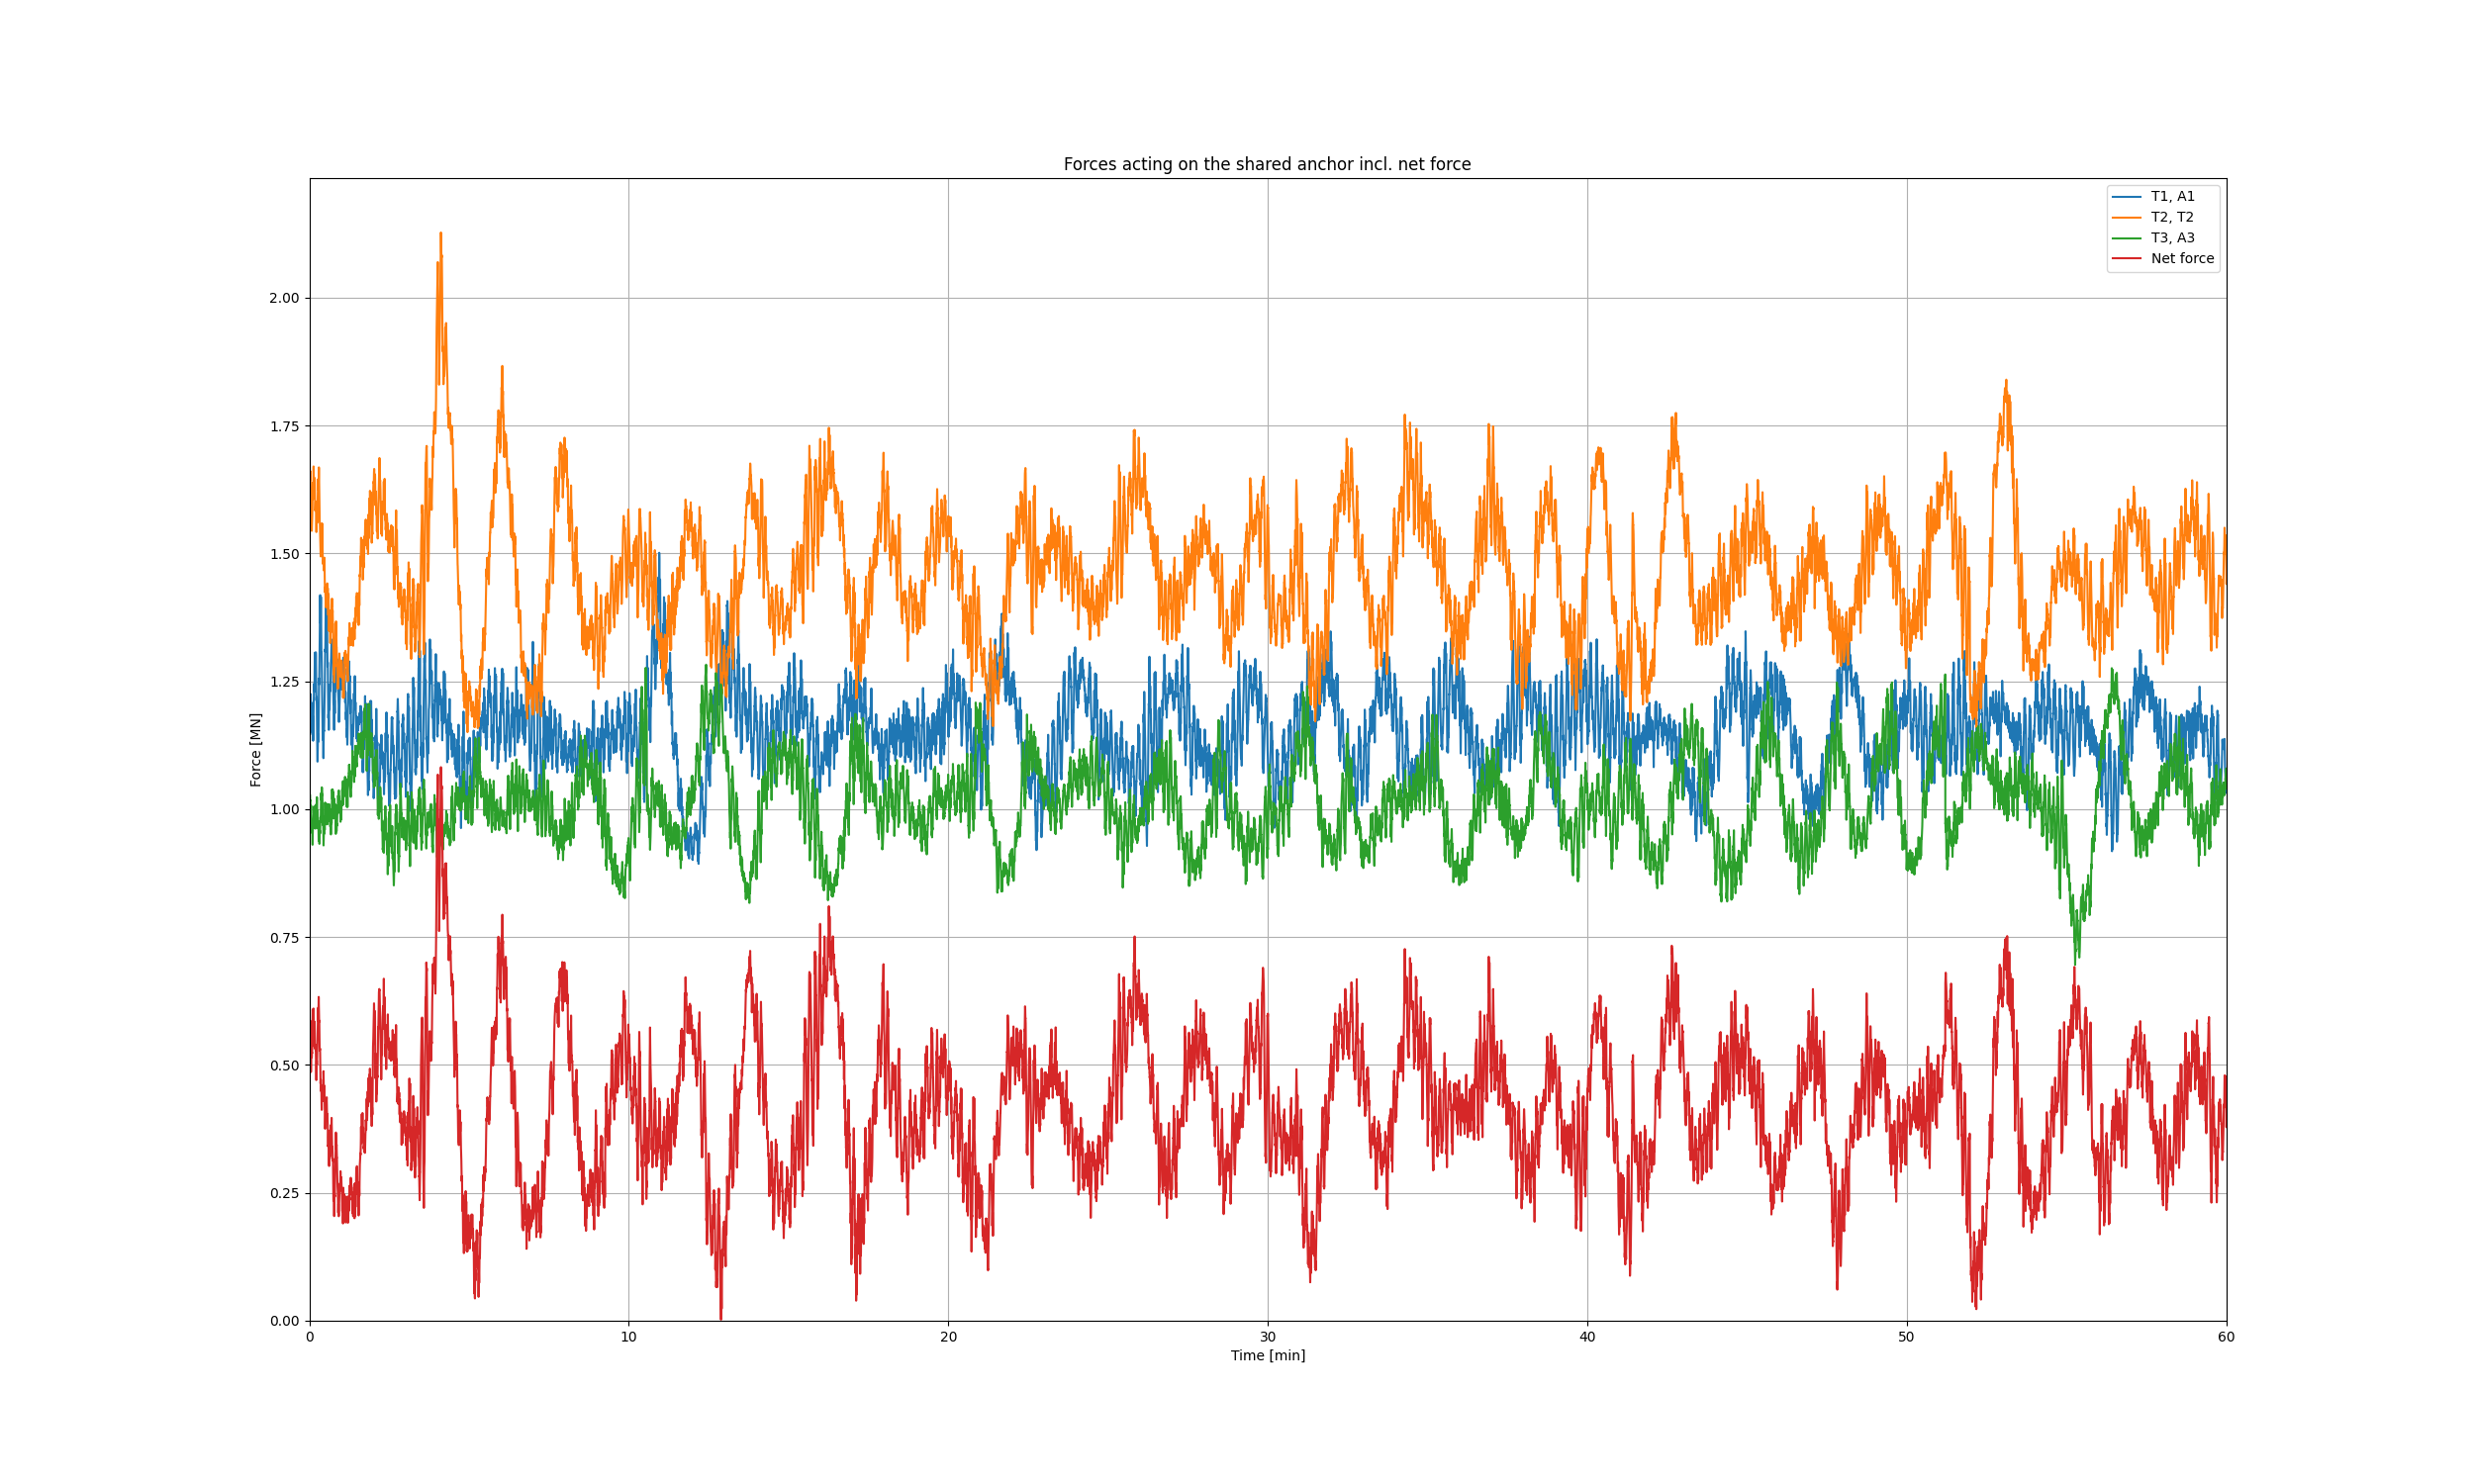 Forces acting on the shared anchor incl. net force
T1, A1
T2, T2
T3, A3
Net force
Force [MN]
2.00
1.75
1.50
1.25
1.00
0.75
0.50
0.25
0.00
0 10 20 30 40 50 60
Time [min]